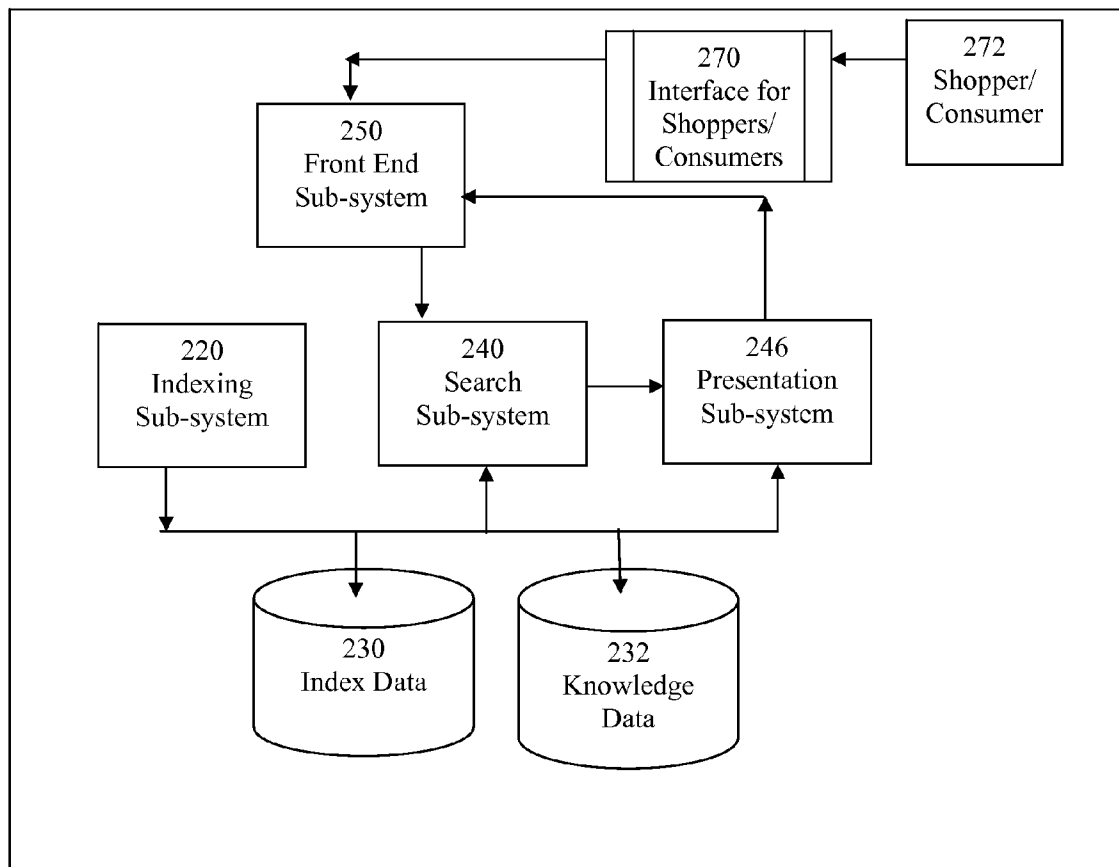 270
Interface for
Shoppers/
Consumers
272
Shopper/
Consumer
250
Front End
Sub-system
220
Indexing
Sub-system
240
Search
Sub-system
246
Presentation
Sub-system
230
Index Data
232
Knowledge
Data